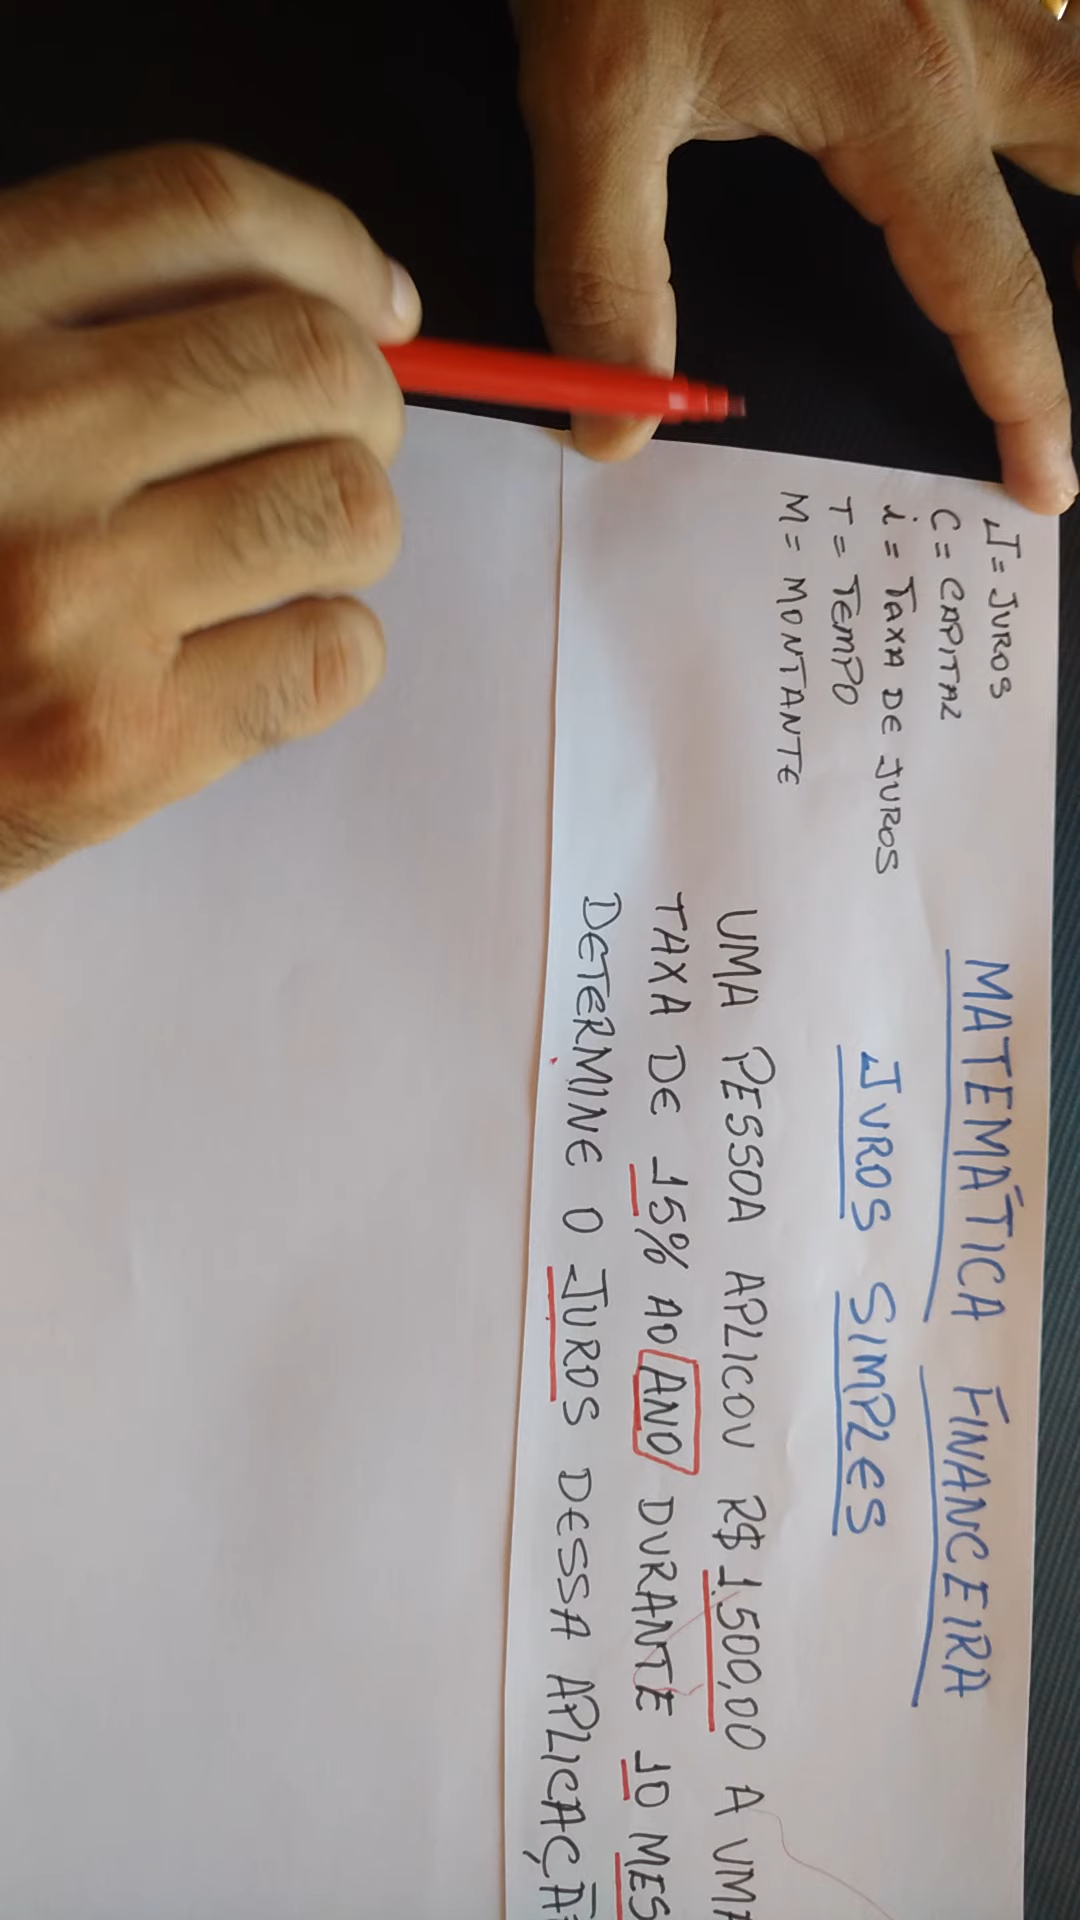 J = JUROS
C = CAPITAL
i = TAXA DE JUROS
T = TEMPO
M = MONTANTE
MATEMÁTICA FINANCEIRA
JUROS SIMPLES
UMA PESSOA APLICOU R$ 1.500,00 A UMA
TAXA DE 15% AO ANO DURANTE 10 MES
DETERMINE O JUROS DESSA APLICAÇÃ